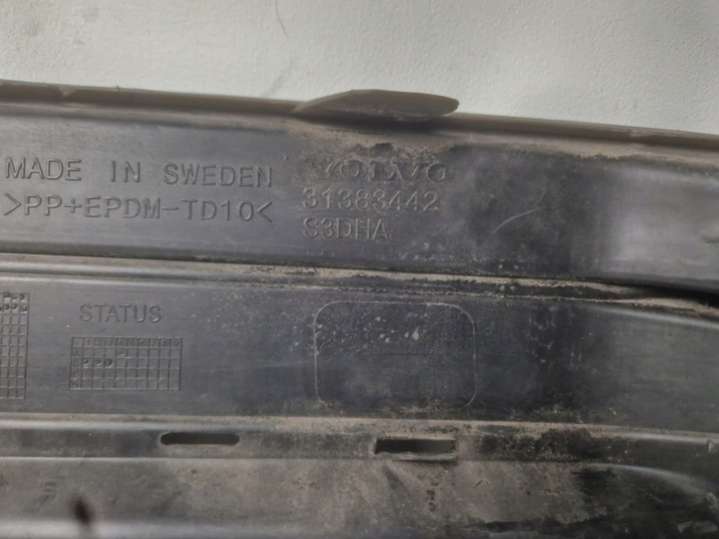 MADE IN SWEDEN
>PP+EPDM-TD10<
VOLVO
31383442
S3DHA
STATUS